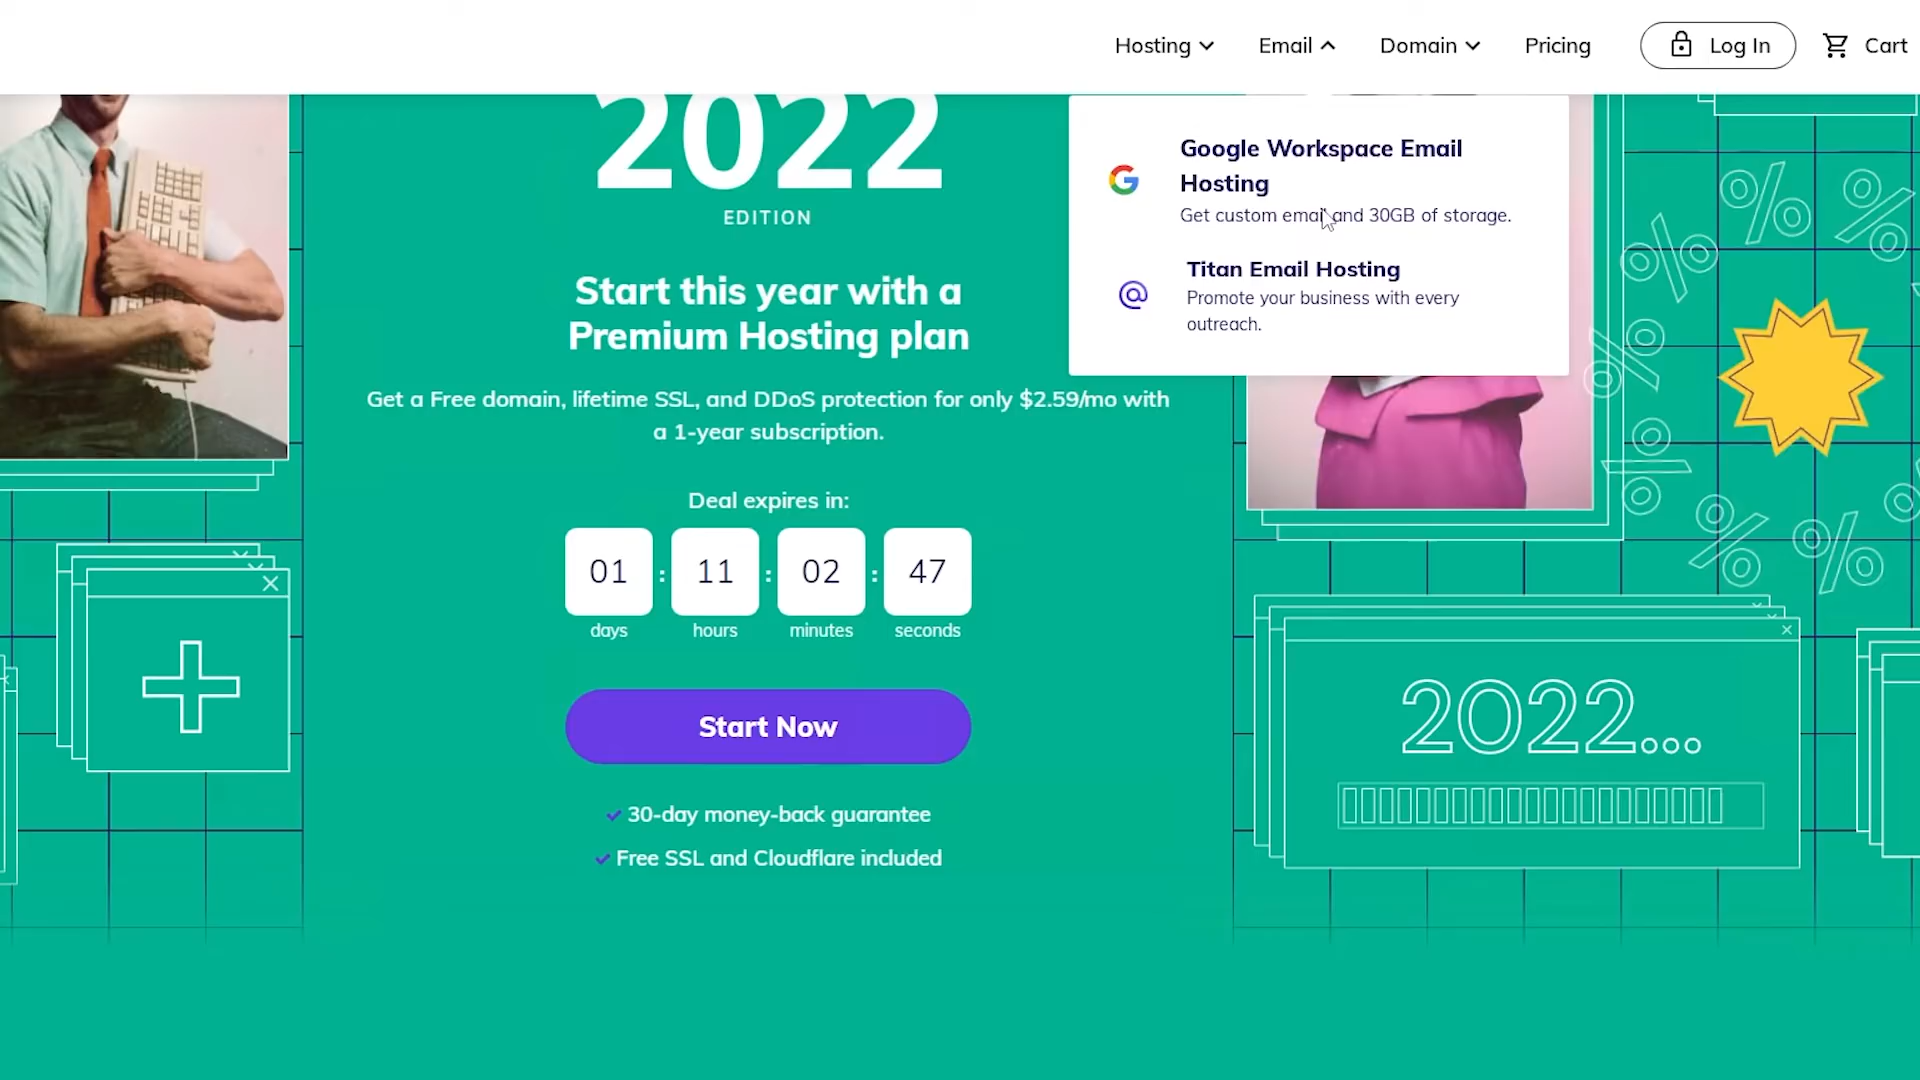 Hosting Email Domain Pricing Log In Cart
2022
EDITION
Start this year with a
Premium Hosting plan
Get a Free domain, lifetime SSL, and DDoS protection for only $2.59/mo with
a 1-year subscription.
Deal expires in:
01 : 11 : 02 : 47
days hours minutes seconds
Start Now
30-day money-back guarantee
Free SSL and Cloudflare included
Google Workspace Email
Hosting
Get custom email and 30GB of storage.
Titan Email Hosting
Promote your business with every
outreach.
2022...